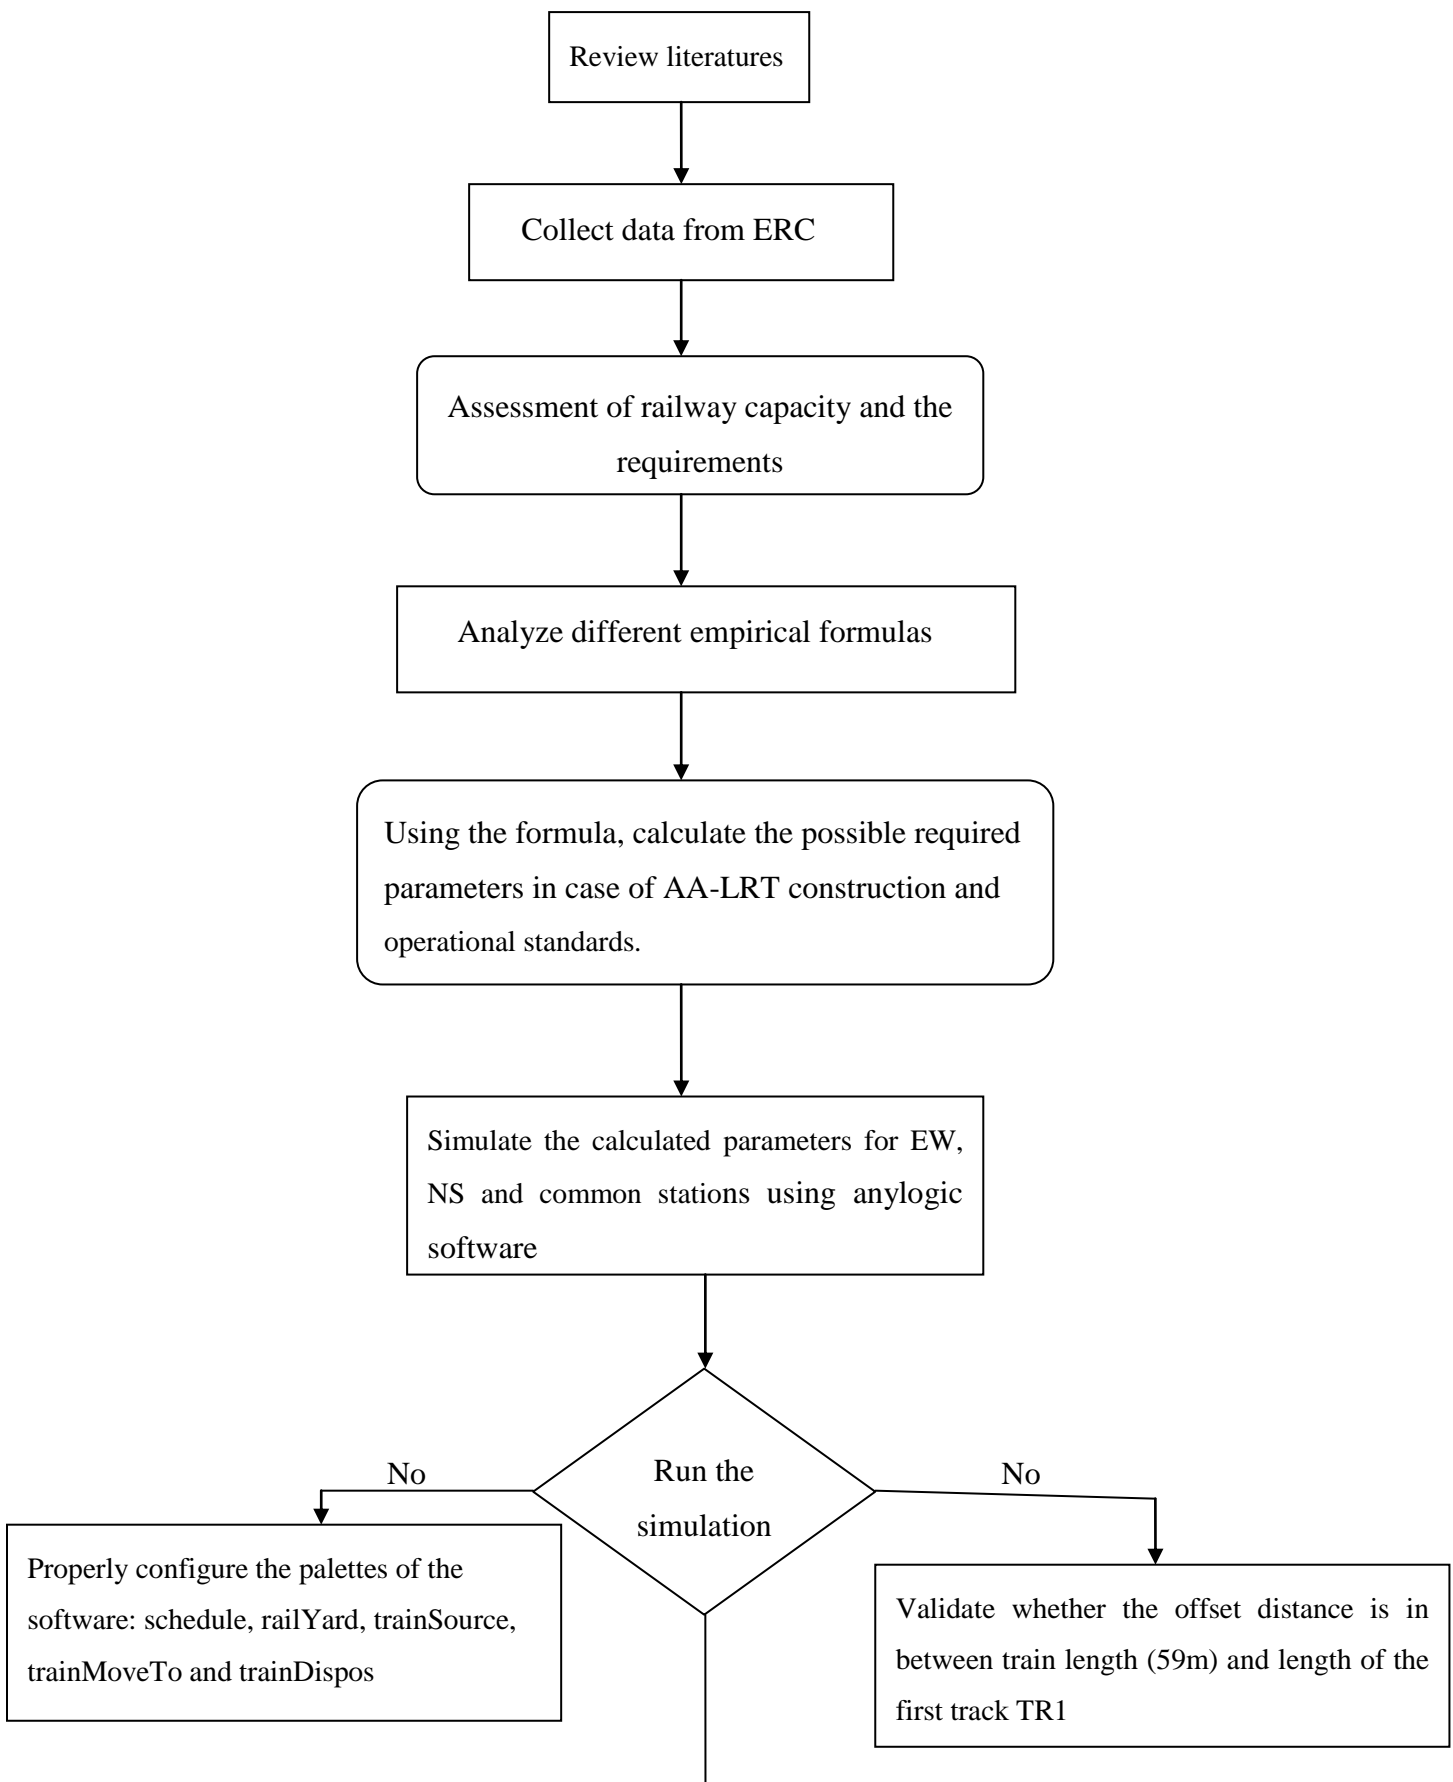 Review literatures
Collect data from ERC
Assessment of railway capacity and the
requirements
Analyze different empirical formulas
Using the formula, calculate the possible required
parameters in case of AA-LRT construction and
operational standards.
Simulate the calculated parameters for EW,
NS and common stations using anylogic
software
No
Run the
simulation
No
Properly configure the palettes of the
software: schedule, railYard, trainSource,
trainMoveTo and trainDispos
Validate whether the offset distance is in
between train length (59m) and length of the
first track TR1